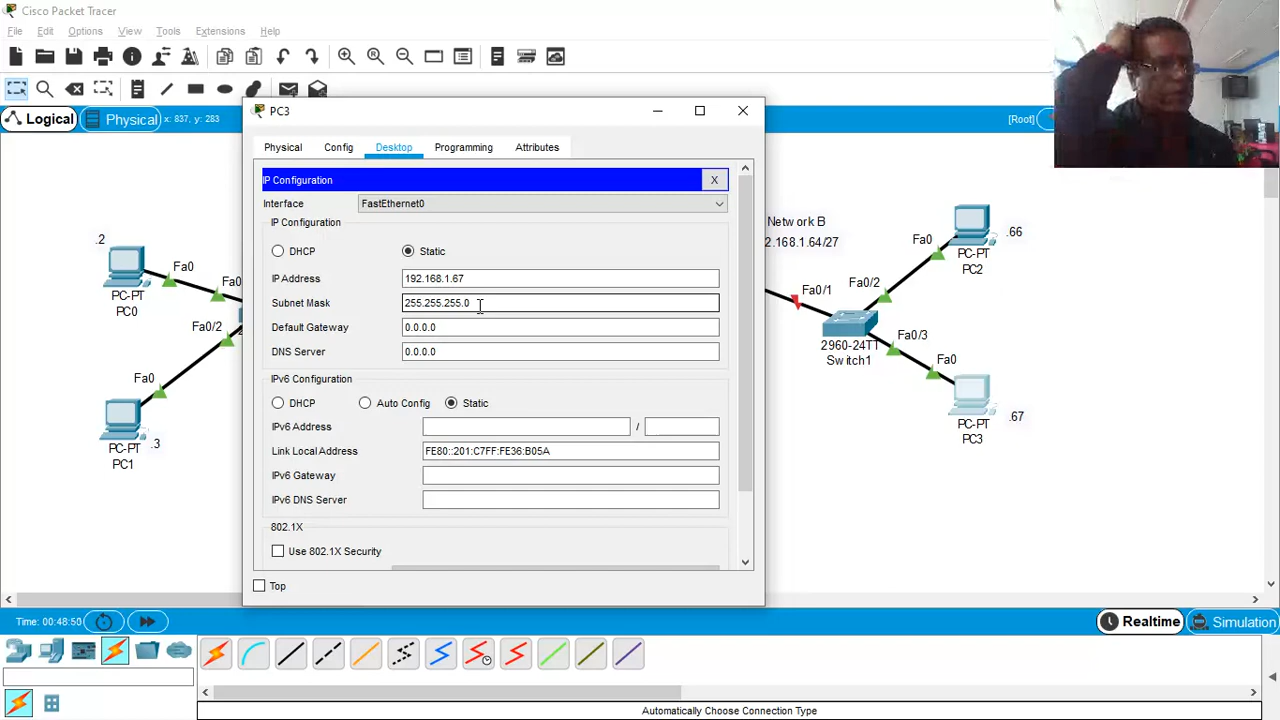 Cisco Packet Tracer
File Edit Options View Tools Extensions Help
Logical Physical x: 837, y: 283 [Root]
PC3
Physical Config Desktop Programming Attributes
IP Configuration X
Interface FastEthernet0
IP Configuration
DHCP Static
IP Address 192.168.1.67
Subnet Mask 255.255.255.0
Default Gateway 0.0.0.0
DNS Server 0.0.0.0
IPv6 Configuration
DHCP Auto Config Static
IPv6 Address /
Link Local Address FE80::201:C7FF:FE36:B05A
IPv6 Gateway
IPv6 DNS Server
802.1X
Use 802.1X Security
Top
.2
Fa0
PC-PT
PC0
Fa0/2
Fa0
PC-PT
PC1
.3
Network B
2.168.1.64/27
Fa0/1
Fa0
.66
PC-PT
PC2
Fa0/2
2960-24TT
Switch1
Fa0/3
Fa0
PC-PT
PC3
.67
Time: 00:48:50 Realtime Simulation
Automatically Choose Connection Type